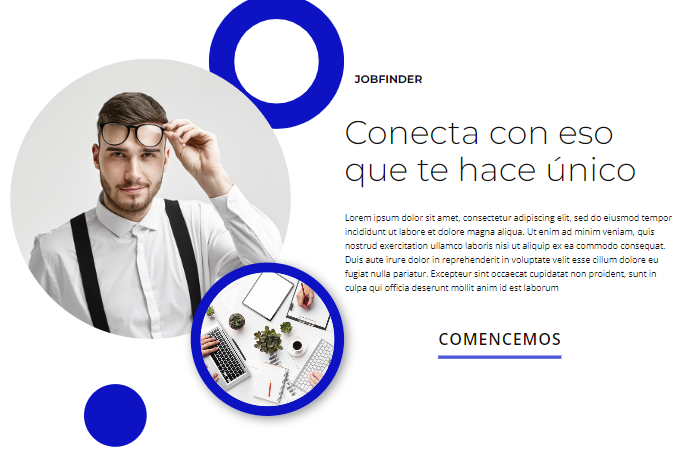 JOBFINDER
Conecta con eso
que te hace único
Lorem ipsum dolor sit amet, consectetur adipiscing elit, sed do eiusmod tempor
incididunt ut labore et dolore magna aliqua. Ut enim ad minim veniam, quis
nostrud exercitation ullamco laboris nisi ut aliquip ex ea commodo consequat.
Duis aute irure dolor in reprehenderit in voluptate velit esse cillum dolore eu
fugiat nulla pariatur. Excepteur sint occaecat cupidatat non proident, sunt in
culpa qui officia deserunt mollit anim id est laborum
COMENCEMOS